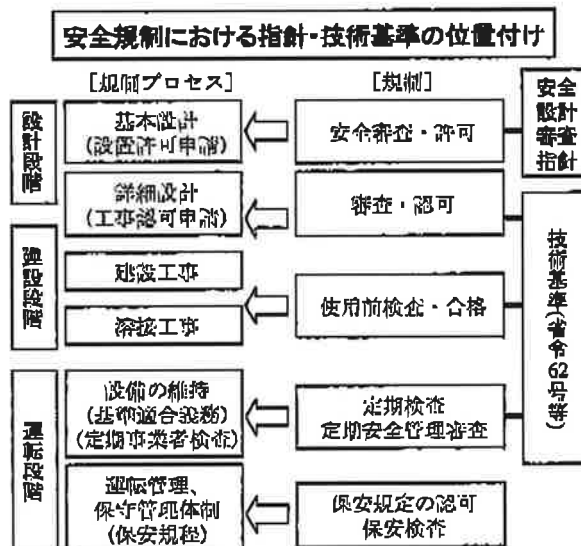 安全規制における指針・技術基準の位置付け
[規制プロセス]
[規制]
設計段階
基本設計
(設置許可申請)
安全審査・許可
安全
設計
審査
指針
詳細設計
(工事認可申請)
審査・認可
技術基準(省令62号等)
建設段階
建設工事
溶接工事
使用前検査・合格
運転段階
設備の維持
(基準適合義務)
(定期事業者検査)
定期検査
定期安全管理審査
運転管理、
保守管理体制
(保安規程)
保安規定の認可
保安検査